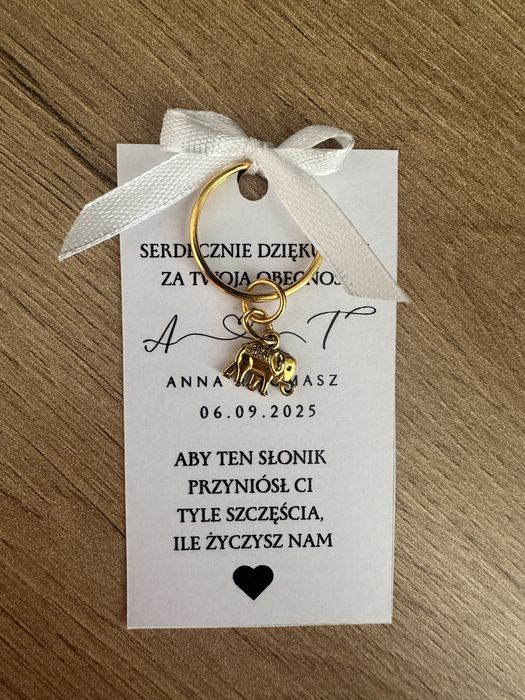 SERDECZNIE
ZA TWOJĄ
A T
ANNA
06.09.2025
ABY TEN SŁONIK
PRZYNIÓSŁ CI
TYLE SZCZĘŚCIA,
ILE ŻYCZYSZ NAM